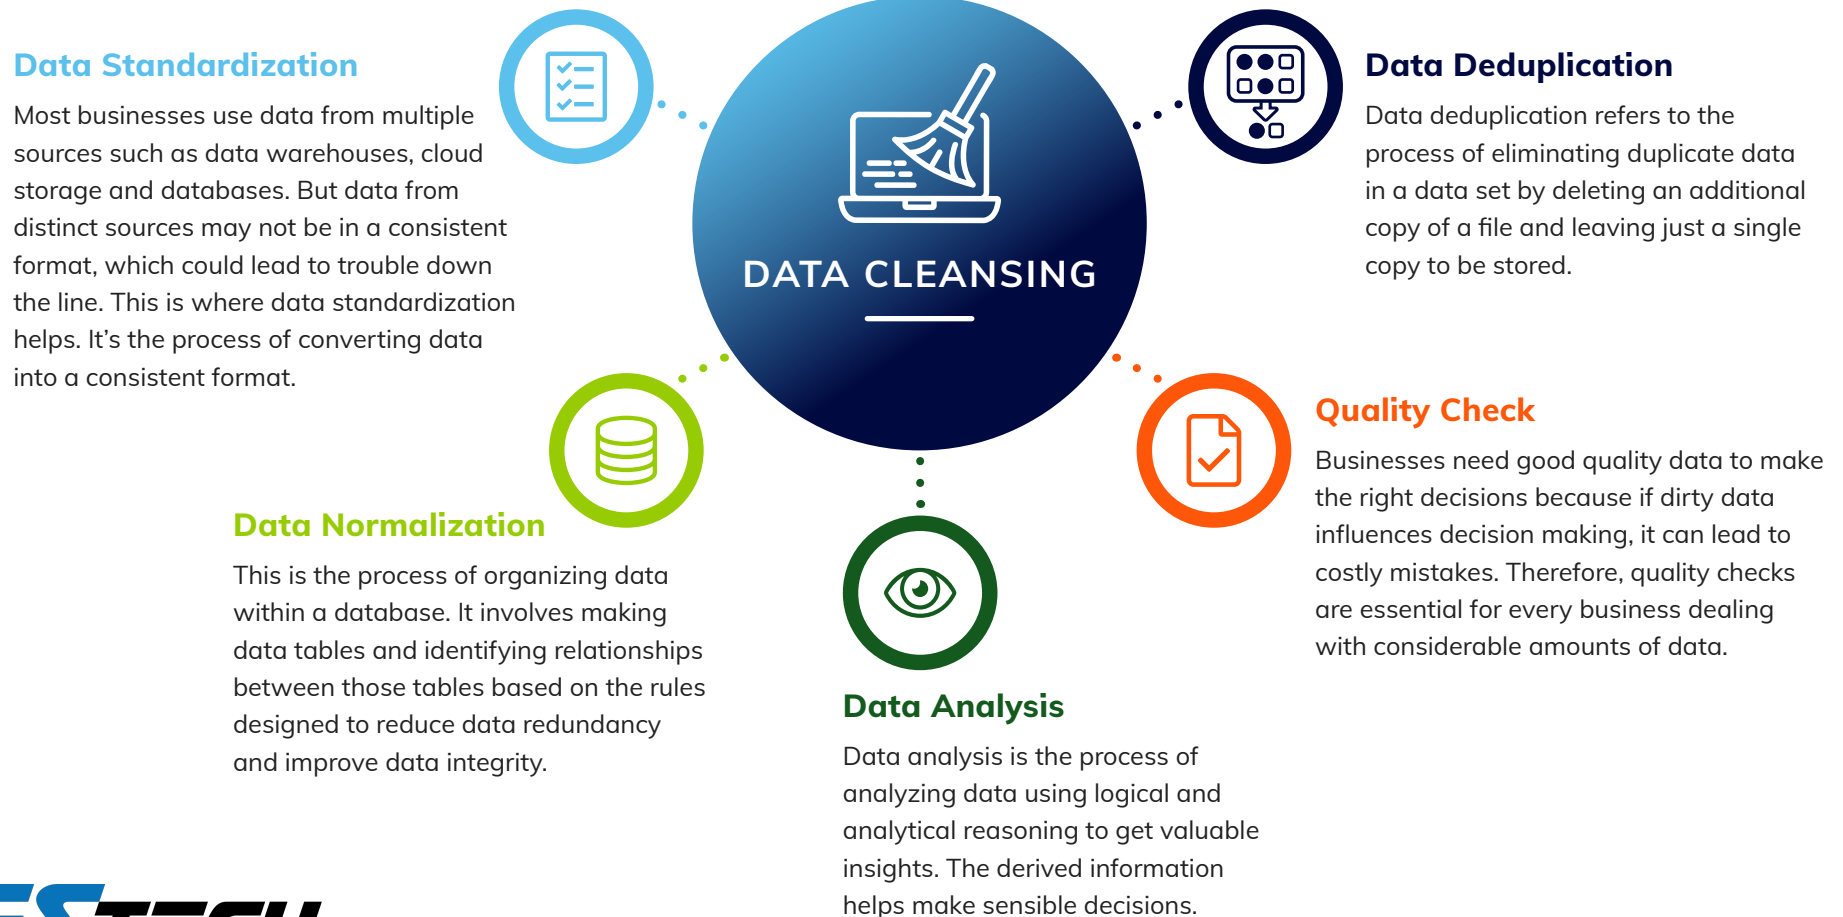 Data Standardization
Most businesses use data from multiple
sources such as data warehouses, cloud
storage and databases. But data from
distinct sources may not be in a consistent
format, which could lead to trouble down
the line. This is where data standardization
helps. It’s the process of converting data
into a consistent format.
DATA CLEANSING
Data Deduplication
Data deduplication refers to the
process of eliminating duplicate data
in a data set by deleting an additional
copy of a file and leaving just a single
copy to be stored.
Data Normalization
This is the process of organizing data
within a database. It involves making
data tables and identifying relationships
between those tables based on the rules
designed to reduce data redundancy
and improve data integrity.
Data Analysis
Data analysis is the process of
analyzing data using logical and
analytical reasoning to get valuable
insights. The derived information
helps make sensible decisions.
Quality Check
Businesses need good quality data to make
the right decisions because if dirty data
influences decision making, it can lead to
costly mistakes. Therefore, quality checks
are essential for every business dealing
with considerable amounts of data.